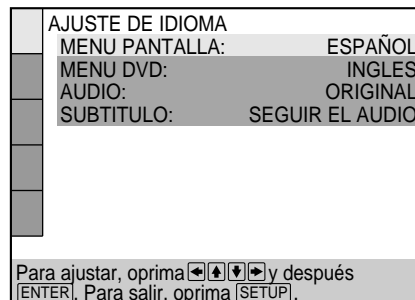 AJUSTE DE IDIOMA
MENU PANTALLA: ESPAÑOL
MENU DVD: INGLES
AUDIO: ORIGINAL
SUBTITULO: SEGUIR EL AUDIO
Para ajustar, oprima ←↑↓→ y después
ENTER. Para salir, oprima SETUP.